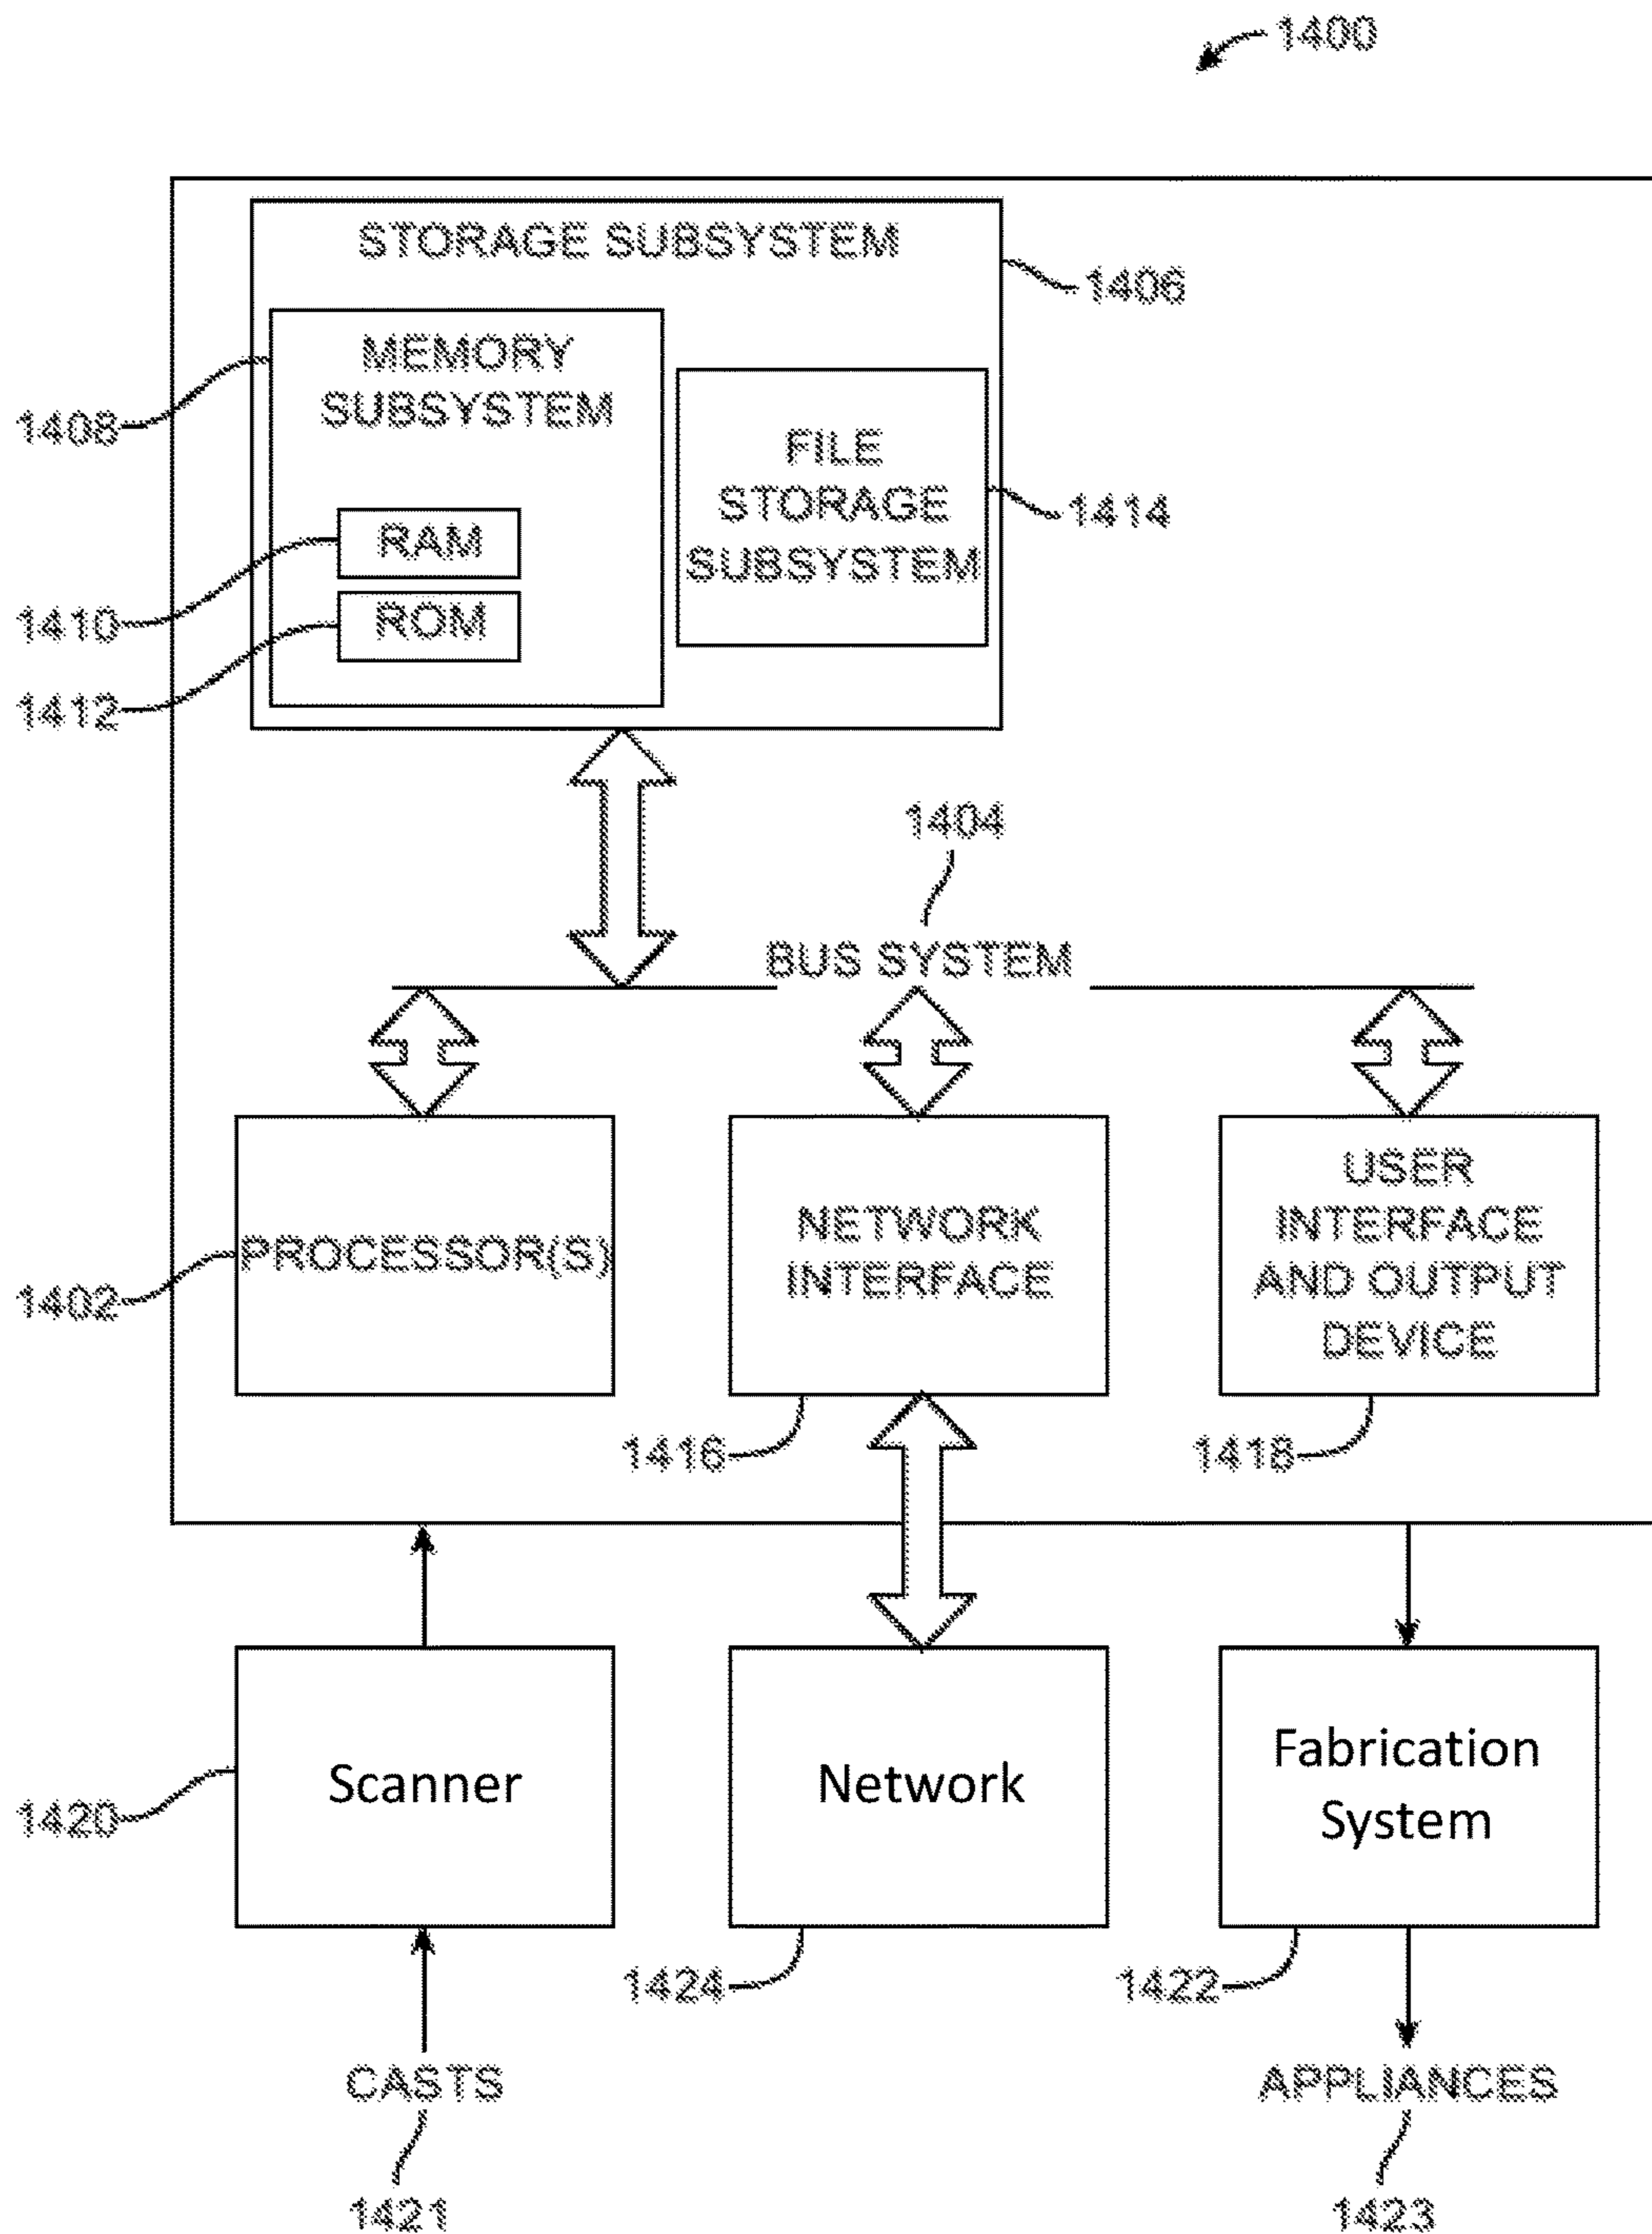 1400
STORAGE SUBSYSTEM
1406
MEMORY
SUBSYSTEM
1408
FILE
STORAGE
SUBSYSTEM
1414
RAM
1410
ROM
1412
1404
BUS SYSTEM
PROCESSOR(S)
1402
NETWORK
INTERFACE
1416
USER
INTERFACE
AND OUTPUT
DEVICE
1418
Scanner
1420
Network
1424
Fabrication
System
1422
CASTS
1421
APPLIANCES
1423